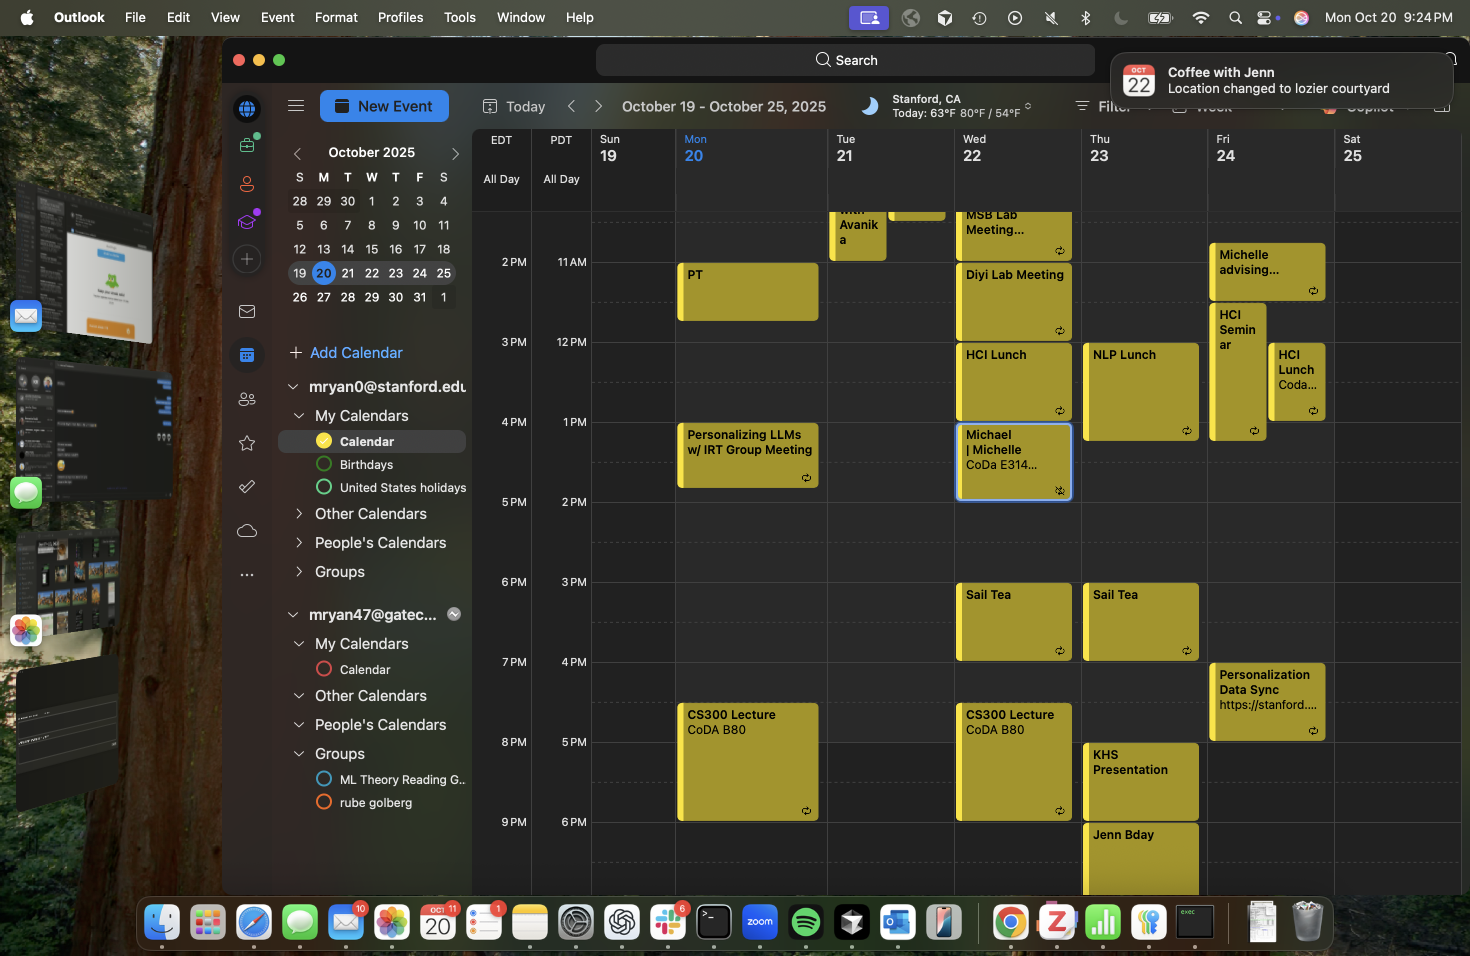 Outlook File Edit View Event Format Profiles Tools Window Help
Mon Oct 20 9:24 PM
Search
OCT
22
Coffee with Jenn
Location changed to lozier courtyard
New Event
Today
October 19 - October 25, 2025
Stanford, CA
Today: 63°F 80°F / 54°F
Filter
Week
Copilot
October 2025
S M T W T F S
28 29 30 1 2 3 4
5 6 7 8 9 10 11
12 13 14 15 16 17 18
19 20 21 22 23 24 25
26 27 28 29 30 31 1
Add Calendar
mryan0@stanford.edu
My Calendars
Calendar
Birthdays
United States holidays
Other Calendars
People's Calendars
Groups
mryan47@gatec...
My Calendars
Calendar
Other Calendars
People's Calendars
Groups
ML Theory Reading G..
rube golberg
EDT PDT
All Day All Day
Sun
19
Mon
20
Tue
21
Wed
22
Thu
23
Fri
24
Sat
25
2 PM 11 AM
3 PM 12 PM
4 PM 1 PM
5 PM 2 PM
6 PM 3 PM
7 PM 4 PM
8 PM 5 PM
9 PM 6 PM
PT
Personalizing LLMs
w/ IRT Group Meeting
CS300 Lecture
CoDA B80
with
Avanik
a
MSB Lab
Meeting...
Diyi Lab Meeting
HCI Lunch
Michael
| Michelle
CoDa E314...
Sail Tea
CS300 Lecture
CoDA B80
NLP Lunch
Sail Tea
KHS
Presentation
Jenn Bday
Michelle
advising...
HCI
Semin
ar
HCI
Lunch
Coda...
Personalization
Data Sync
https://stanford....
10
OCT
20
11
1
6
zoom
exec